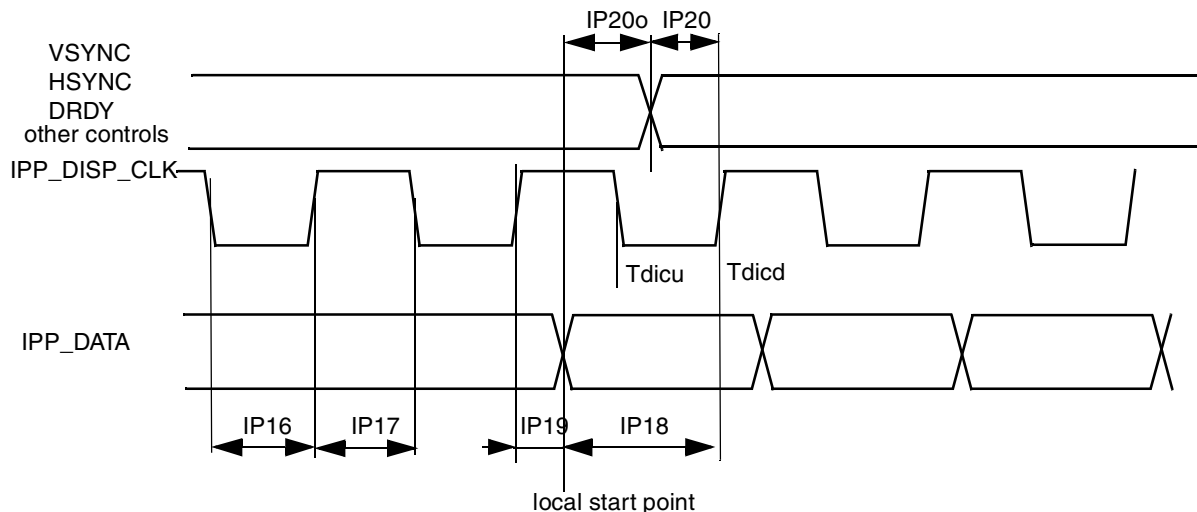 IP20o IP20
VSYNC
HSYNC
DRDY
other controls
IPP_DISP_CLK
Tdicu Tdicd
IPP_DATA
IP16 IP17 IP19 IP18
local start point